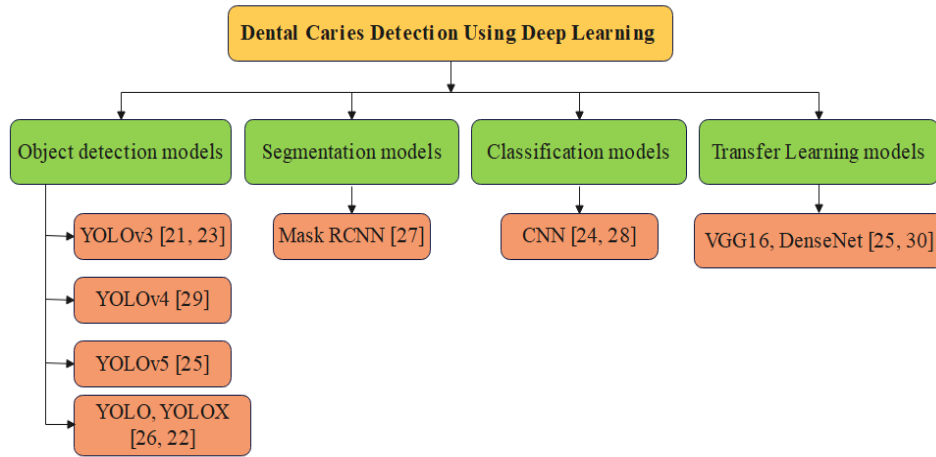 Dental Caries Detection Using Deep Learning
Object detection models
Segmentation models
Classification models
Transfer Learning models
YOLOv3 [21, 23]
YOLOv4 [29]
YOLOv5 [25]
YOLO, YOLOX
[26, 22]
Mask RCNN [27]
CNN [24, 28]
VGG16, DenseNet [25, 30]